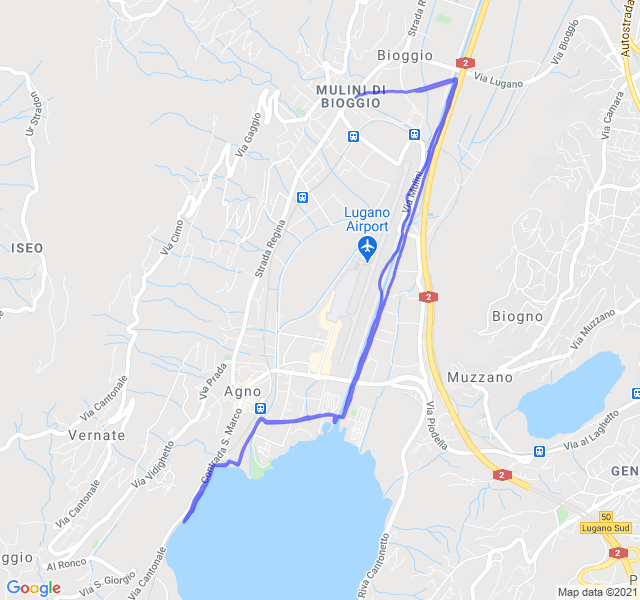 Strada R
Bioggio
2
Via Lugano
Via Bioggio
Autostrada
MULINI DI
BIOGGIO
Ur Stradon
Via Gaggio
Via Camara
Via Mulini
Via Cimo
Lugano
Airport
ISEO
Strada Regina
2
Biogno
Via Muzzano
Via Prada
Agno
Muzzano
Via Cantonale
Contrada S. Marco
Via Piodella
Via al Laghetto
Vernate
Via Vidighetto
GEN
2
Via Cantonale
50
Lugano Sud
ggio
Al Ronco
2
Via S. Giorgio
Via Cantonale
Riva Cantonetto
P
Google
Map data ©2021